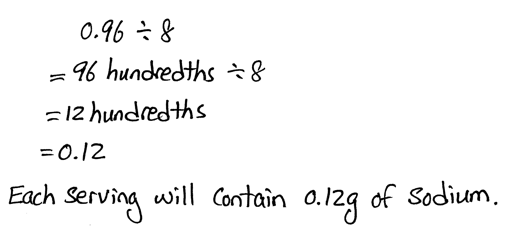 0.96 ÷ 8
= 96 hundredths ÷ 8
= 12 hundredths
= 0.12
Each serving will contain 0.12g of sodium.